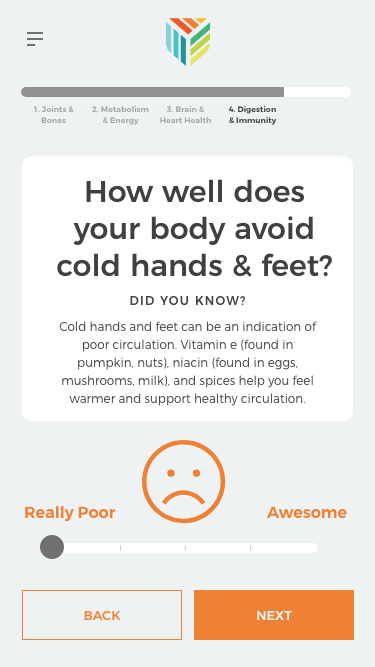 1. Joints &
Bones
2. Metabolism
& Energy
3. Brain &
Heart Health
4. Digestion
& Immunity
How well does
your body avoid
cold hands & feet?
DID YOU KNOW?
Cold hands and feet can be an indication of
poor circulation. Vitamin e (found in
pumpkin, nuts), niacin (found in eggs,
mushrooms, milk), and spices help you feel
warmer and support healthy circulation.
Really Poor
Awesome
BACK
NEXT